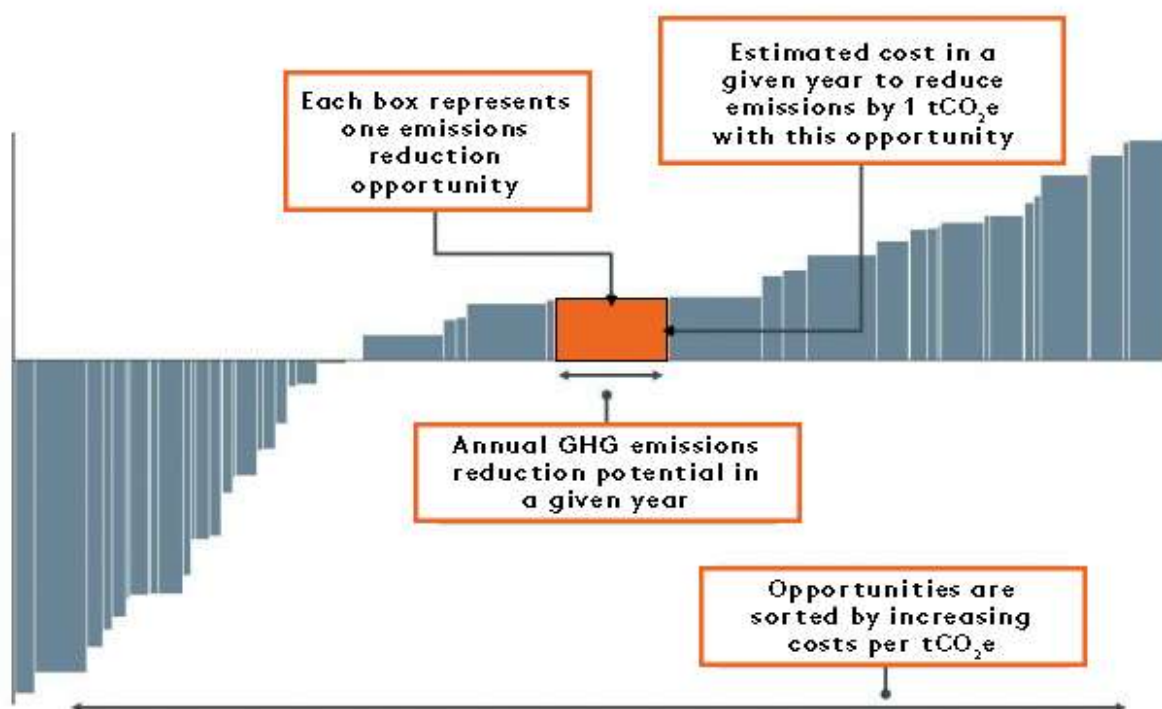 Each box represents
one emissions
reduction
opportunity
Estimated cost in a
given year to reduce
emissions by 1 tCO₂e
with this opportunity
Annual GHG emissions
reduction potential in
a given year
Opportunities are
sorted by increasing
costs per tCO₂e